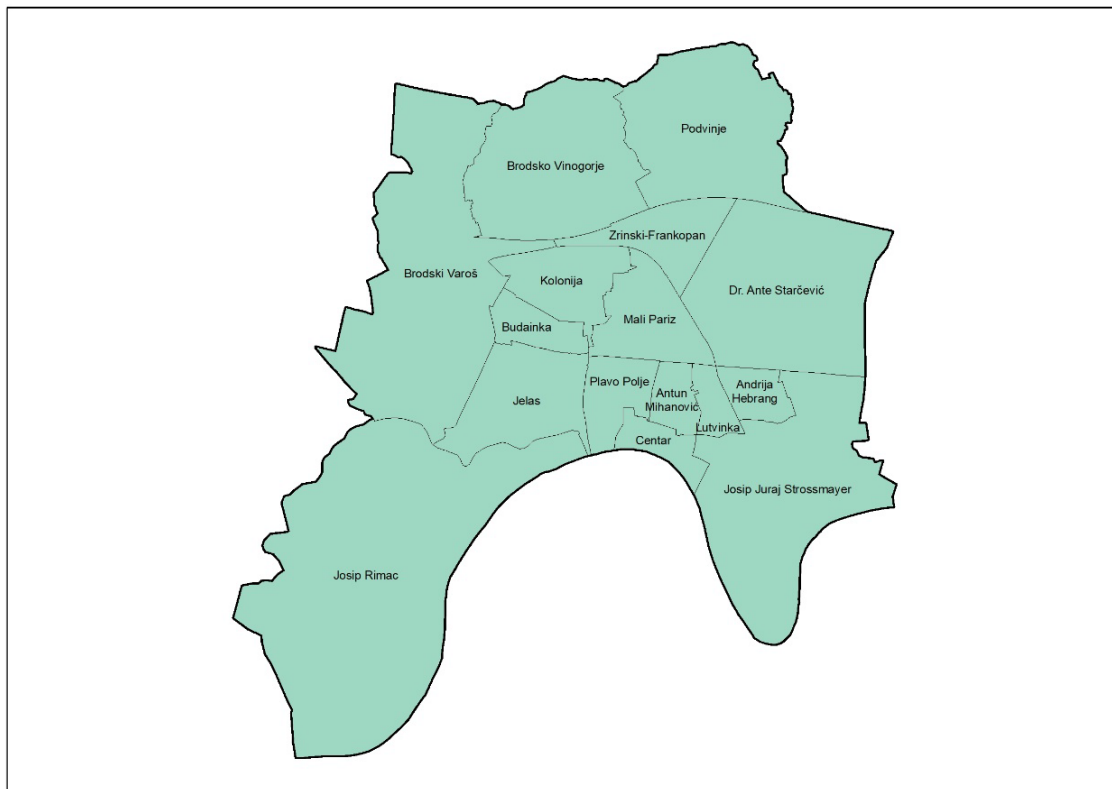 Podvinje
Brodsko Vinogorje
Zrinski-Frankopan
Brodski Varoš
Kolonija
Dr. Ante Starčević
Mali Pariz
Budainka
Plavo Polje
Andrija
Hebrang
Antun
Mihanović
Jelas
Lutvinka
Centar
Josip Juraj Strossmayer
Josip Rimac